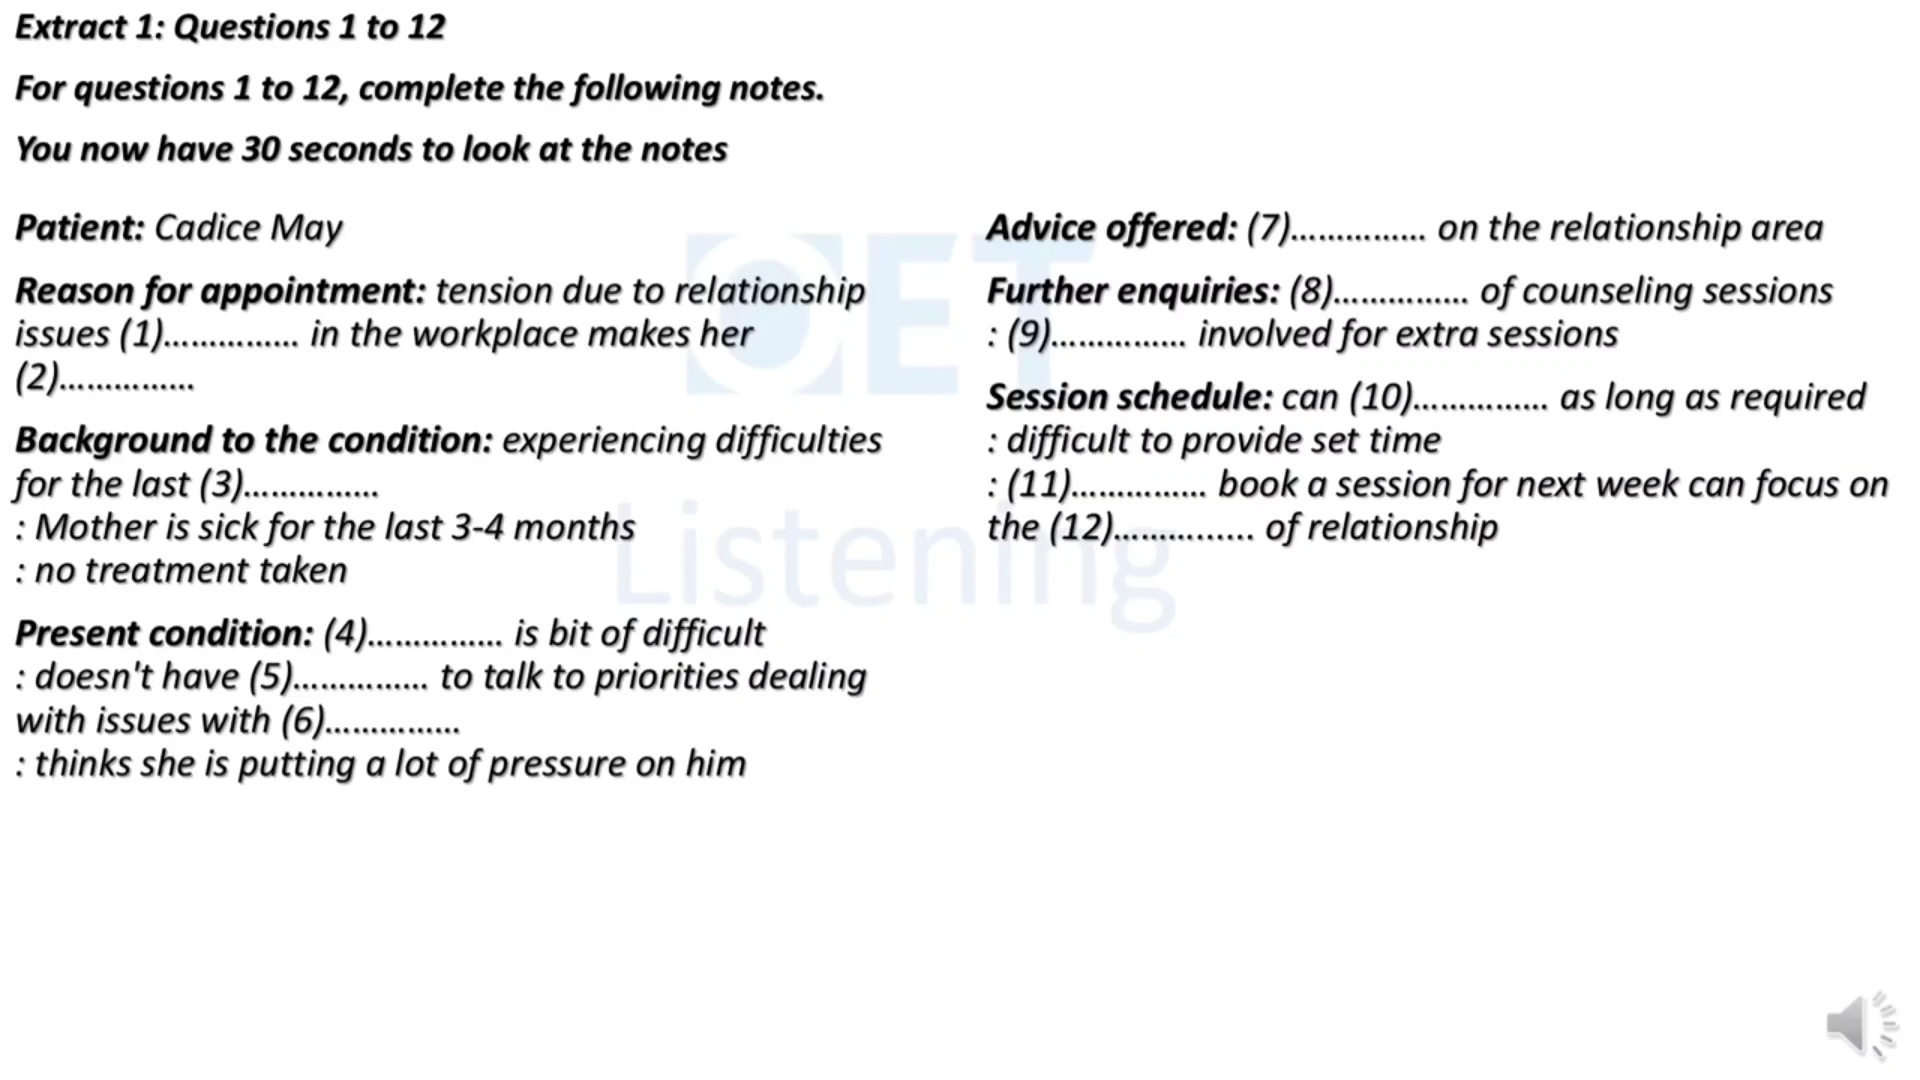 Extract 1: Questions 1 to 12
For questions 1 to 12, complete the following notes.
You now have 30 seconds to look at the notes
Patient: Cadice May
Reason for appointment: tension due to relationship
issues (1)............... in the workplace makes her
(2)...............
Background to the condition: experiencing difficulties
for the last (3)...............
: Mother is sick for the last 3-4 months
: no treatment taken
Present condition: (4)............... is bit of difficult
: doesn't have (5)............... to talk to priorities dealing
with issues with (6)...............
: thinks she is putting a lot of pressure on him
Advice offered: (7)............... on the relationship area
Further enquiries: (8)............... of counseling sessions
: (9)............... involved for extra sessions
Session schedule: can (10)............... as long as required
: difficult to provide set time
: (11)............... book a session for next week can focus on
the (12)............... of relationship
OET
Listening